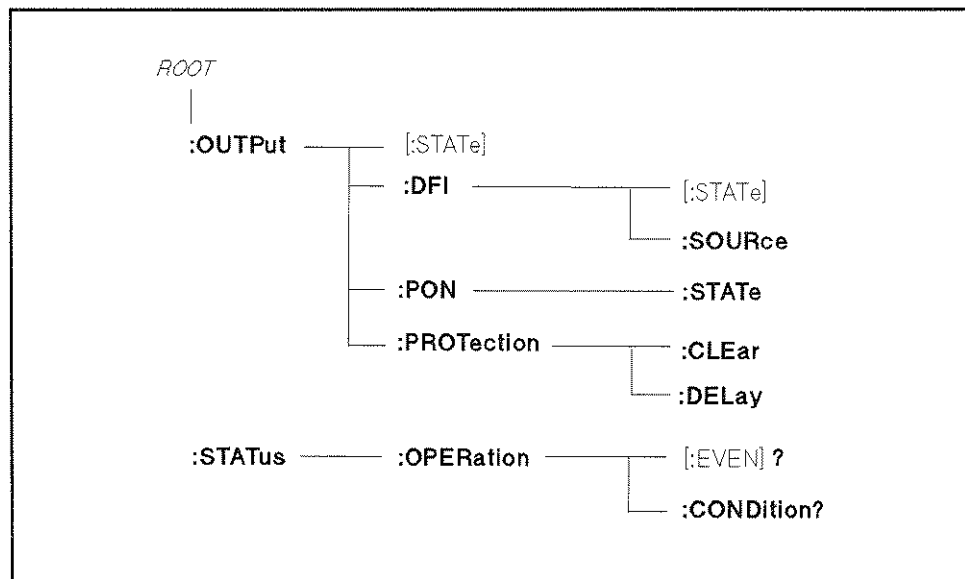 ROOT
:OUTPut [:STATe]
:DFI [:STATe]
:SOURce
:PON :STATe
:PROTection :CLEar
:DELay
:STATus :OPERation [:EVEN] ?
:CONDition?